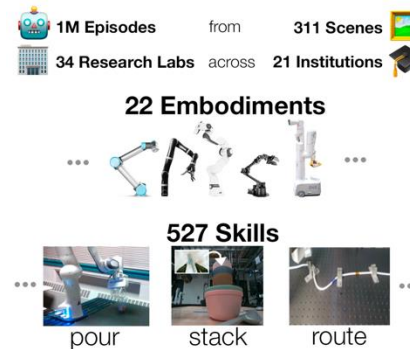 1M Episodes from 311 Scenes
34 Research Labs across 21 Institutions
22 Embodiments
527 Skills
pour stack route